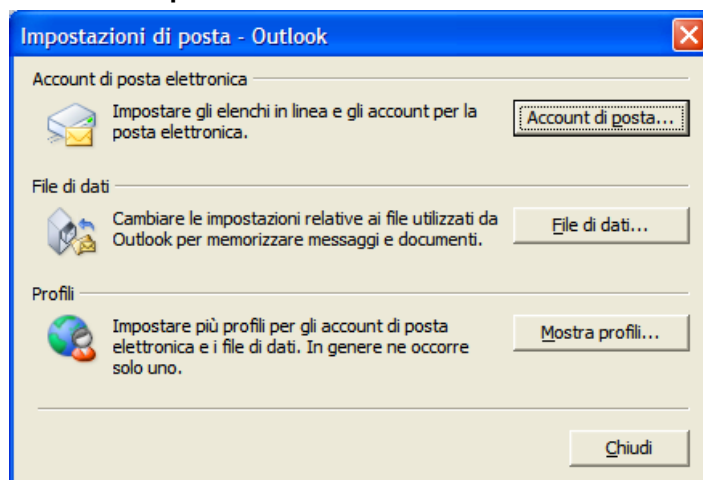 Impostazioni di posta - Outlook
Account di posta elettronica
Impostare gli elenchi in linea e gli account per la
posta elettronica.
Account di posta...
File di dati
Cambiare le impostazioni relative ai file utilizzati da
Outlook per memorizzare messaggi e documenti.
File di dati...
Profili
Impostare più profili per gli account di posta
elettronica e i file di dati. In genere ne occorre
solo uno.
Mostra profili...
Chiudi